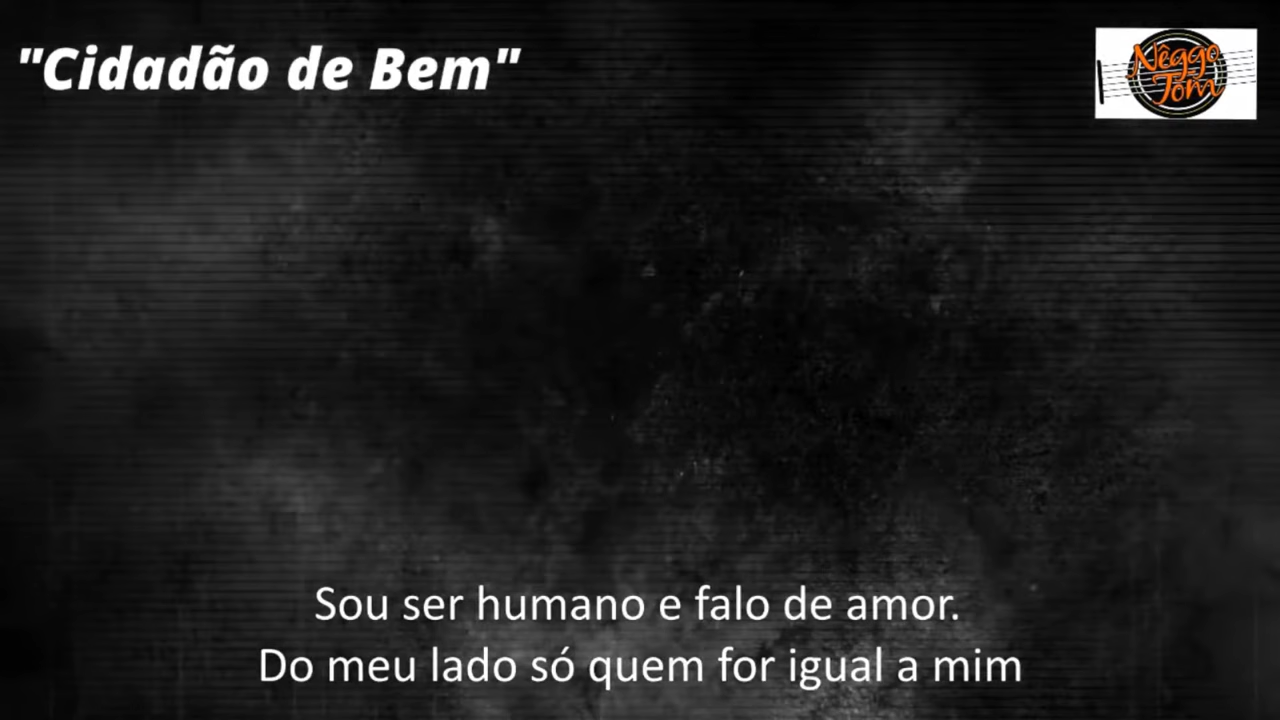 "Cidadão de Bem"
Nêggo
Tom
Sou ser humano e falo de amor.
Do meu lado só quem for igual a mim